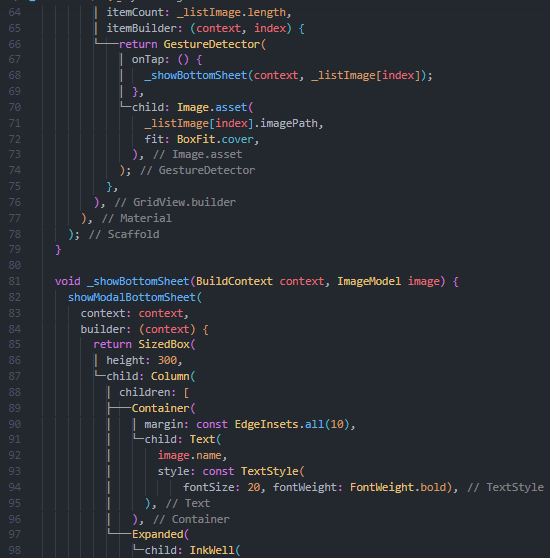 64 itemCount: _listImage.length,
65 itemBuilder: (context, index) {
66 return GestureDetector(
67 onTap: () {
68 _showBottomSheet(context, _listImage[index]);
69 },
70 child: Image.asset(
71 _listImage[index].imagePath,
72 fit: BoxFit.cover,
73 ), // Image.asset
74 ); // GestureDetector
75 },
76 ), // GridView.builder
77 ), // Material
78 ); // Scaffold
79 }
80
81 void _showBottomSheet(BuildContext context, ImageModel image) {
82 showModalBottomSheet(
83 context: context,
84 builder: (context) {
85 return SizedBox(
86 height: 300,
87 child: Column(
88 children: [
89 Container(
90 margin: const EdgeInsets.all(10),
91 child: Text(
92 image.name,
93 style: const TextStyle(
94 fontSize: 20, fontWeight: FontWeight.bold), // TextStyle
95 ), // Text
96 ), // Container
97 Expanded(
98 child: InkWell(